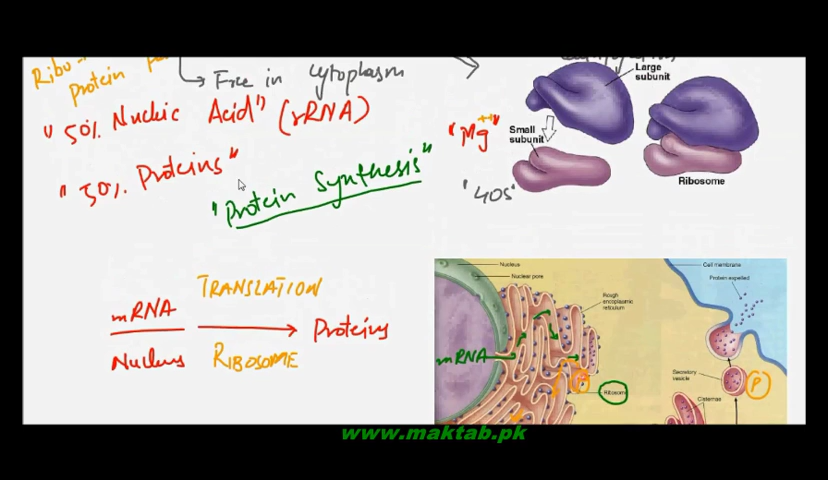 Ribo-
protein
Free in cytoplasm
"50% Nucleic Acid" (rRNA)
"50% Proteins"
"Protein Synthesis"
Large
subunit
"Mg++"
Small
subunit
"40S"
Ribosome
mRNA TRANSLATION Proteins
Nucleus RIBOSOME
Nucleus
Nuclear pore
Rough
endoplasmic
reticulum
mRNA
Ribosome
Cell membrane
Protein expelled
Secretory
vesicle
P
Cisternae
www.maktab.pk